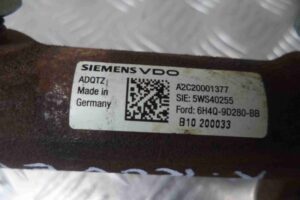 SIEMENS VDO
ADQTZ
Made in
Germany
A2C20001377
SIE: 5WS40255
Ford: 6H4Q-9D280-BB
B10 200033